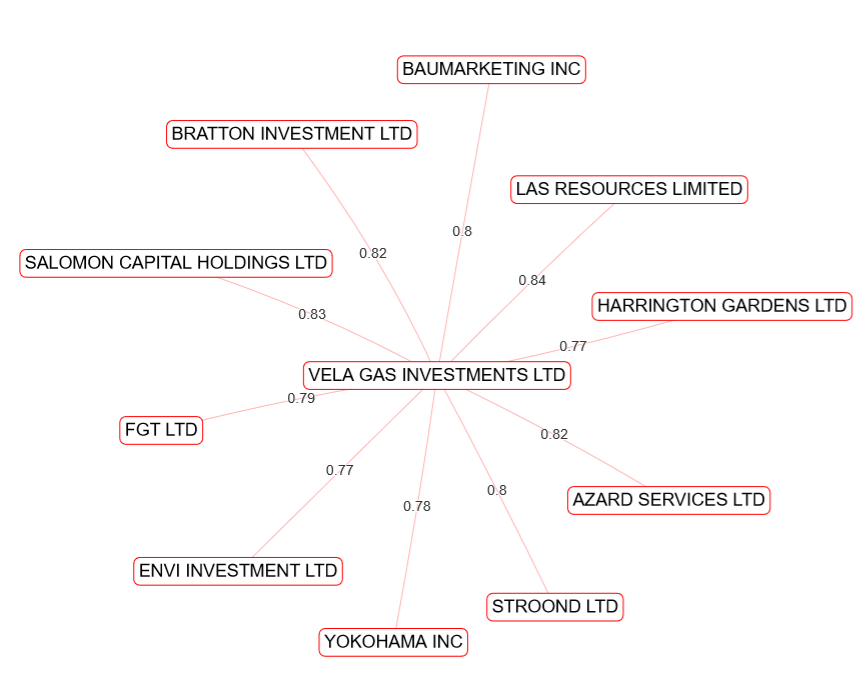 BAUMARKETING INC
BRATTON INVESTMENT LTD
LAS RESOURCES LIMITED
0.8
0.82
SALOMON CAPITAL HOLDINGS LTD
0.84
HARRINGTON GARDENS LTD
0.83
0.77
VELA GAS INVESTMENTS LTD
0.79
FGT LTD
0.82
0.77
0.8
AZARD SERVICES LTD
0.78
ENVI INVESTMENT LTD
STROOND LTD
YOKOHAMA INC